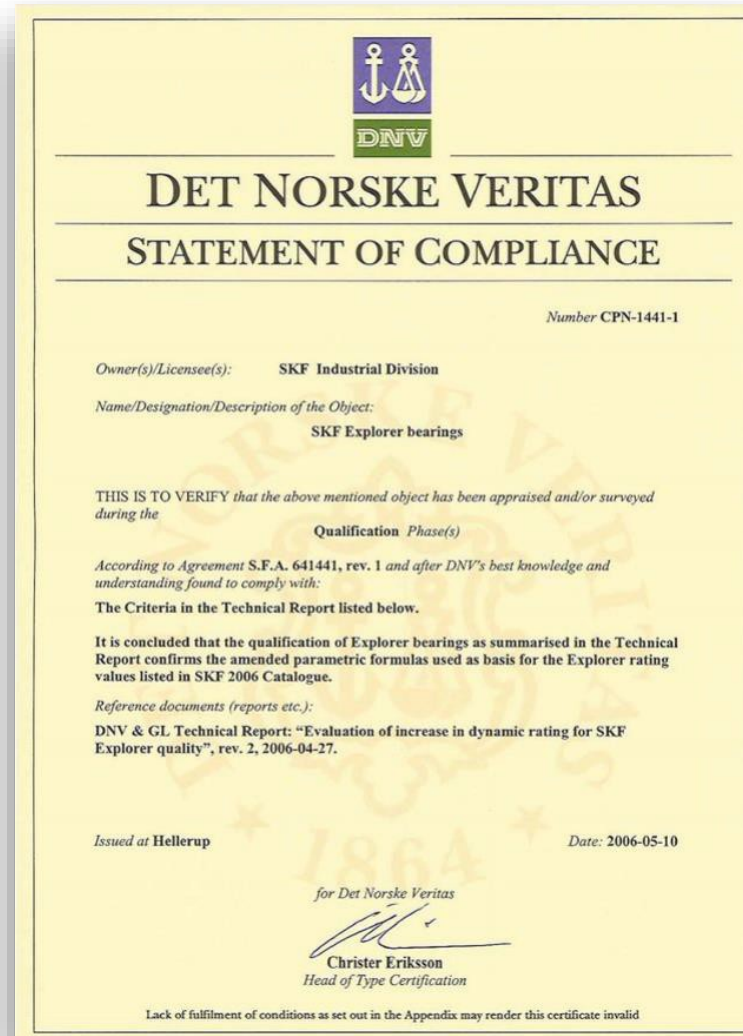 DNV
DET NORSKE VERITAS
STATEMENT OF COMPLIANCE
Number CPN-1441-1
Owner(s)/Licensee(s): SKF Industrial Division
Name/Designation/Description of the Object:
SKF Explorer bearings
THIS IS TO VERIFY that the above mentioned object has been appraised and/or surveyed
during the
Qualification Phase(s)
According to Agreement S.F.A. 641441, rev. 1 and after DNV's best knowledge and
understanding found to comply with:
The Criteria in the Technical Report listed below.
It is concluded that the qualification of Explorer bearings as summarised in the Technical
Report confirms the amended parametric formulas used as basis for the Explorer rating
values listed in SKF 2006 Catalogue.
Reference documents (reports etc.):
DNV & GL Technical Report: “Evaluation of increase in dynamic rating for SKF
Explorer quality”, rev. 2, 2006-04-27.
Issued at Hellerup Date: 2006-05-10
for Det Norske Veritas
Christer Eriksson
Head of Type Certification
Lack of fulfilment of conditions as set out in the Appendix may render this certificate invalid
DET NORSKE VERITAS
1864